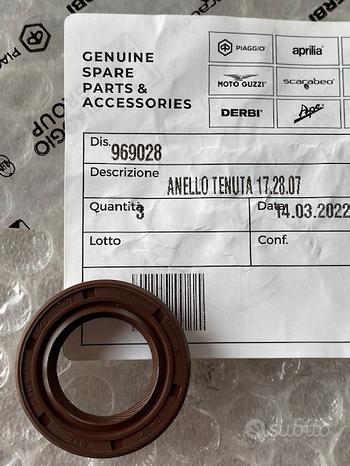 GENUINE
SPARE
PARTS &
ACCESSORIES
PIAGGIO
aprilia
MOTO GUZZI
scarabeo
DERBI
Ape
Dis.
969028
Descrizione
ANELLO TENUTA 17.28.07
Quantità
3
Data
14.03.2022
Lotto
Conf.
subito